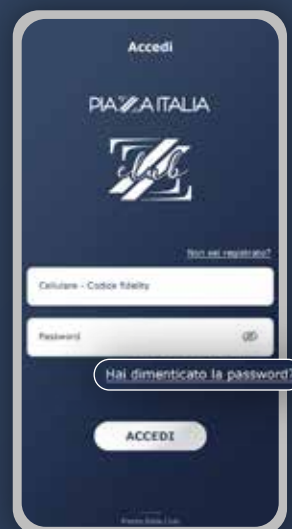 Accedi
PIAZZA ITALIA
club
Non sei registrato?
Cellulare - Codice fidelity
Password
Hai dimenticato la password?
ACCEDI